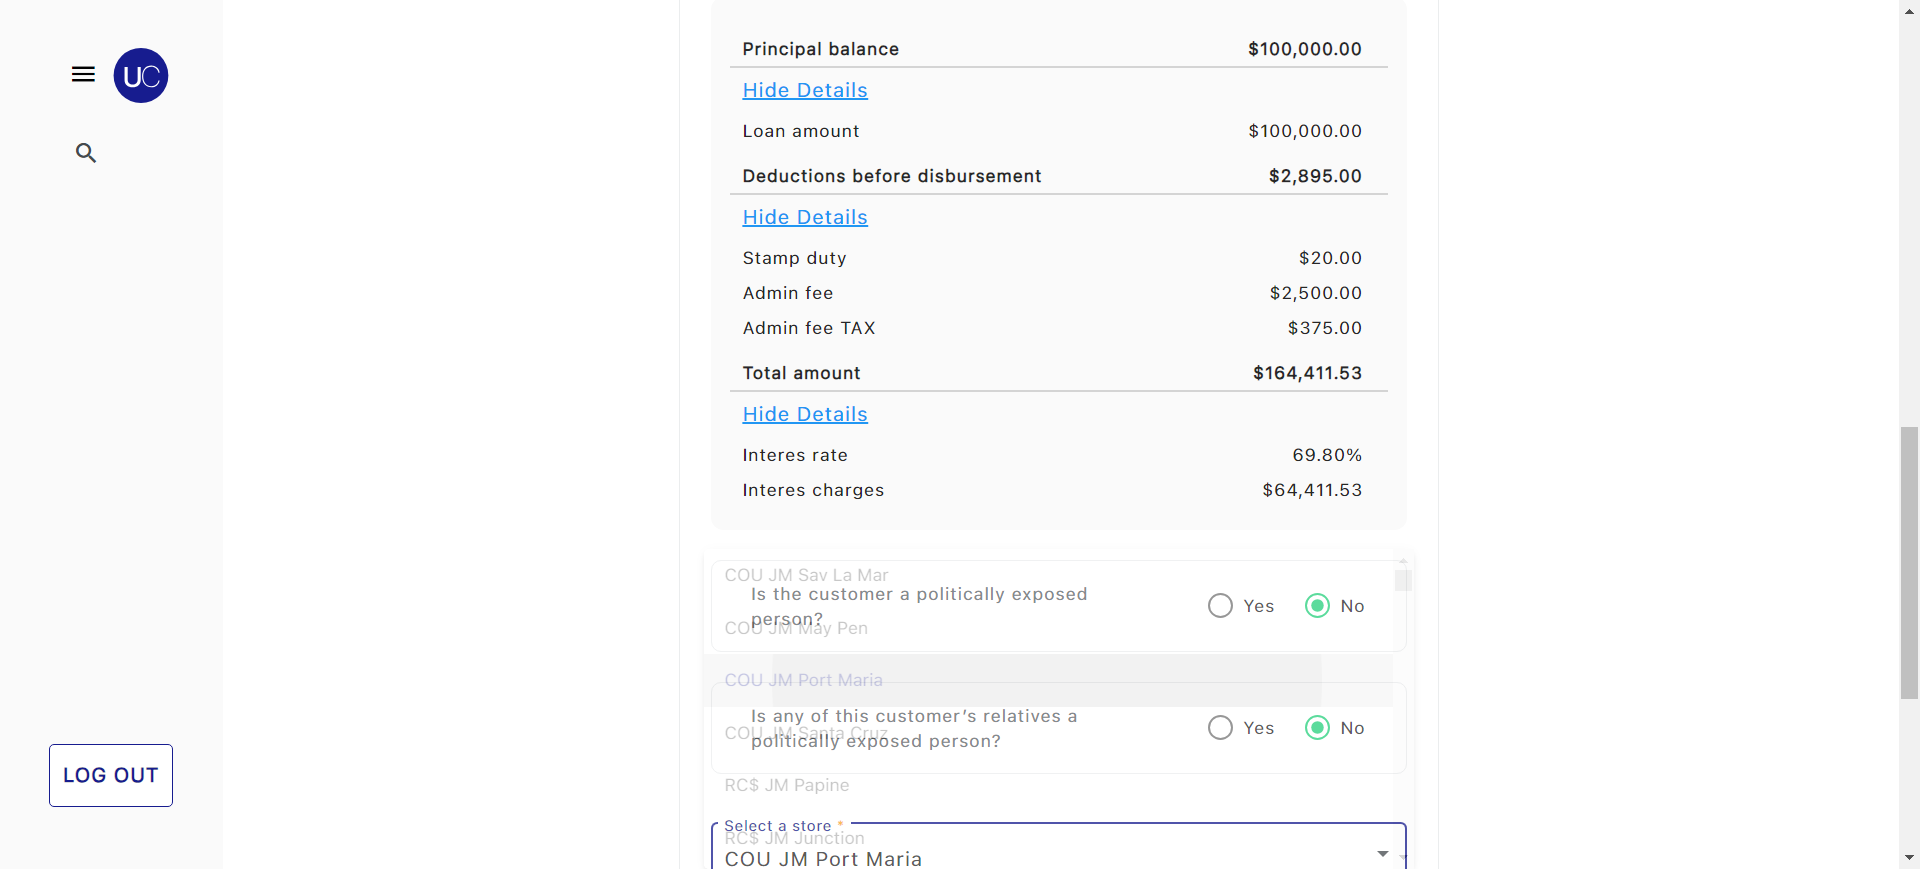 UC
Principal balance $100,000.00
Hide Details
Loan amount $100,000.00
Deductions before disbursement $2,895.00
Hide Details
Stamp duty $20.00
Admin fee $2,500.00
Admin fee TAX $375.00
Total amount $164,411.53
Hide Details
Interes rate 69.80%
Interes charges $64,411.53
COU JM Sav La Mar
Is the customer a politically exposed
person?
Yes No
COU JM May Pen
COU JM Port Maria
Is any of this customer’s relatives a
politically exposed person?
Yes No
COU JM Santa Cruz
RC$ JM Papine
Select a store *
RC$ JM Junction
COU JM Port Maria
LOG OUT